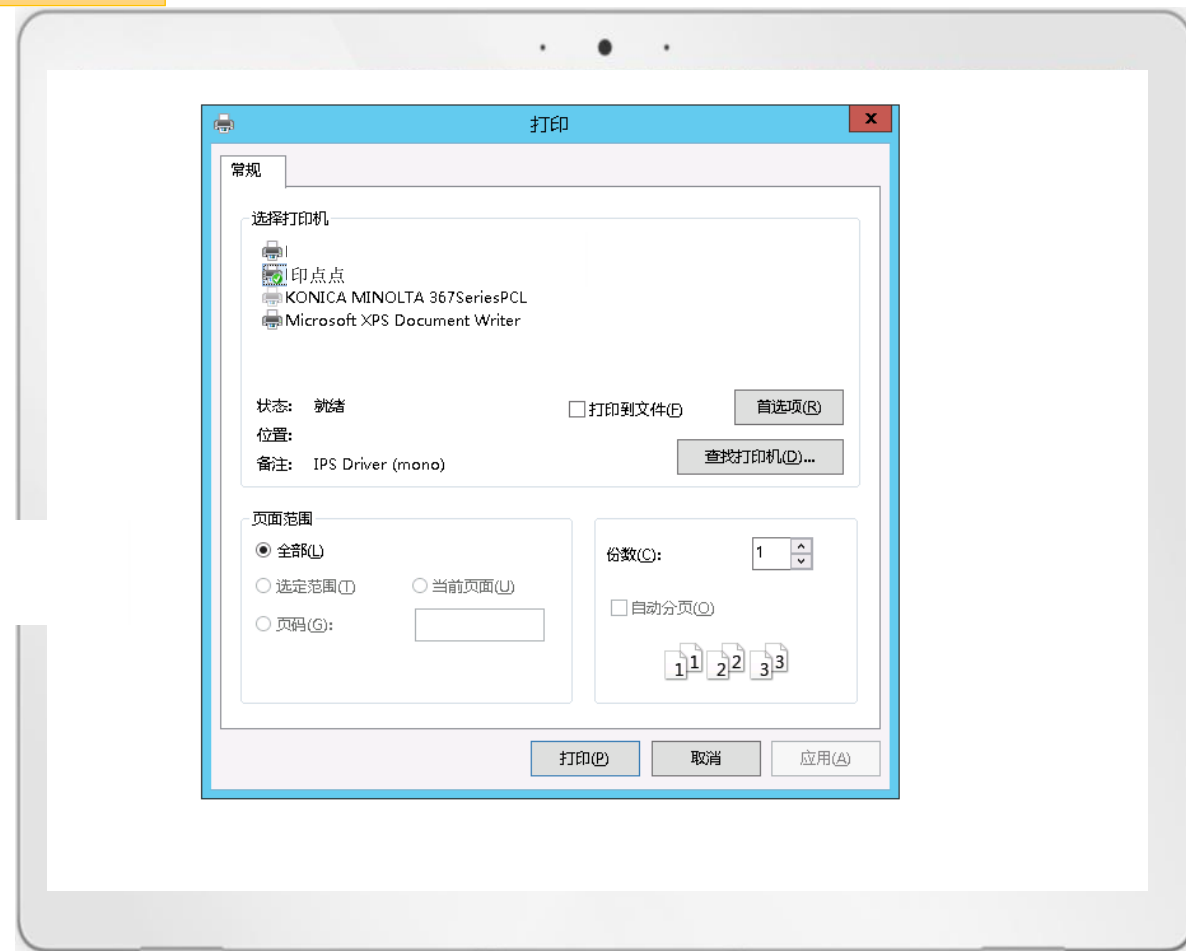 打印
常规
选择打印机
印点点
KONICA MINOLTA 367SeriesPCL
Microsoft XPS Document Writer
状态: 就绪
打印到文件(F)
首选项(R)
位置:
查找打印机(D)...
备注: IPS Driver (mono)
页面范围
全部(L)
选定范围(T) 当前页面(U)
页码(G):
份数(C): 1
自动分页(O)
1 1 2 2 3 3
打印(P) 取消 应用(A)